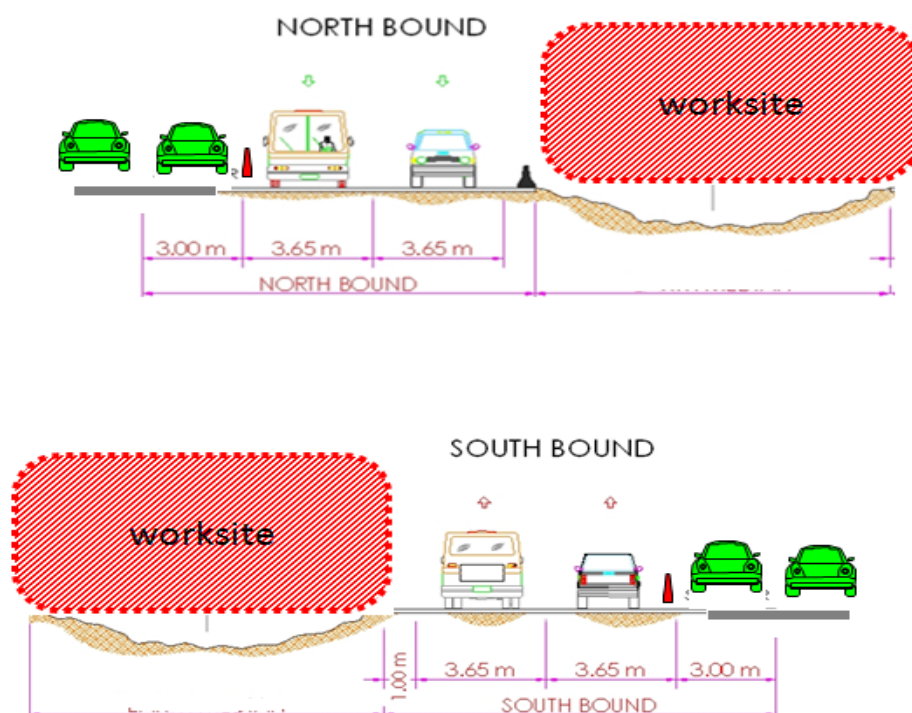 NORTH BOUND
worksite
3.00 m
3.65 m
3.65 m
NORTH BOUND
SOUTH BOUND
worksite
1.00 m
3.65 m
3.65 m
3.00 m
SOUTH BOUND